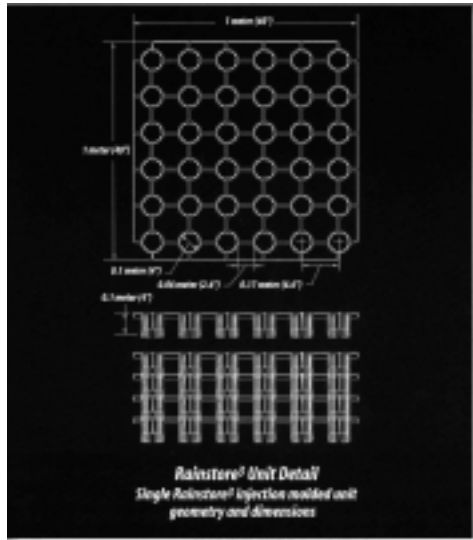 1 meter (40")
1 meter (40")
0.1 meter (4")
0.06 meter (2.6")
0.17 meter (6.6")
0.1 meter (4")
Rainstore³ Unit Detail
Single Rainstore³ injection molded unit
geometry and dimensions